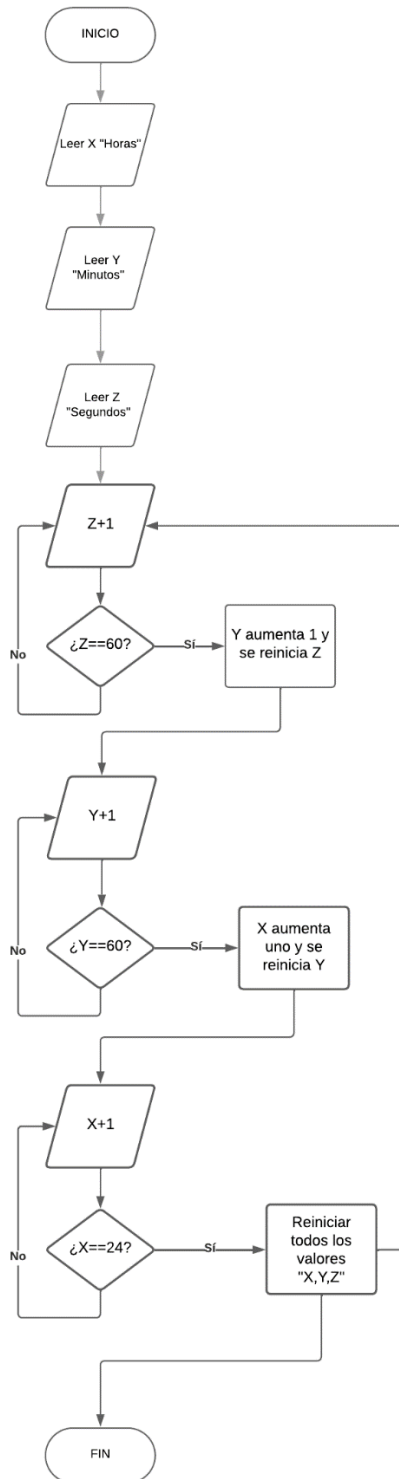 INICIO
Leer X "Horas"
Leer Y
"Minutos"
Leer Z
"Segundos"
Z+1
¿Z==60?
Sí
No
Y aumenta 1 y
se reinicia Z
Y+1
¿Y==60?
Sí
No
X aumenta
uno y se
reinicia Y
X+1
¿X==24?
Sí
No
Reiniciar
todos los
valores
"X,Y,Z"
FIN